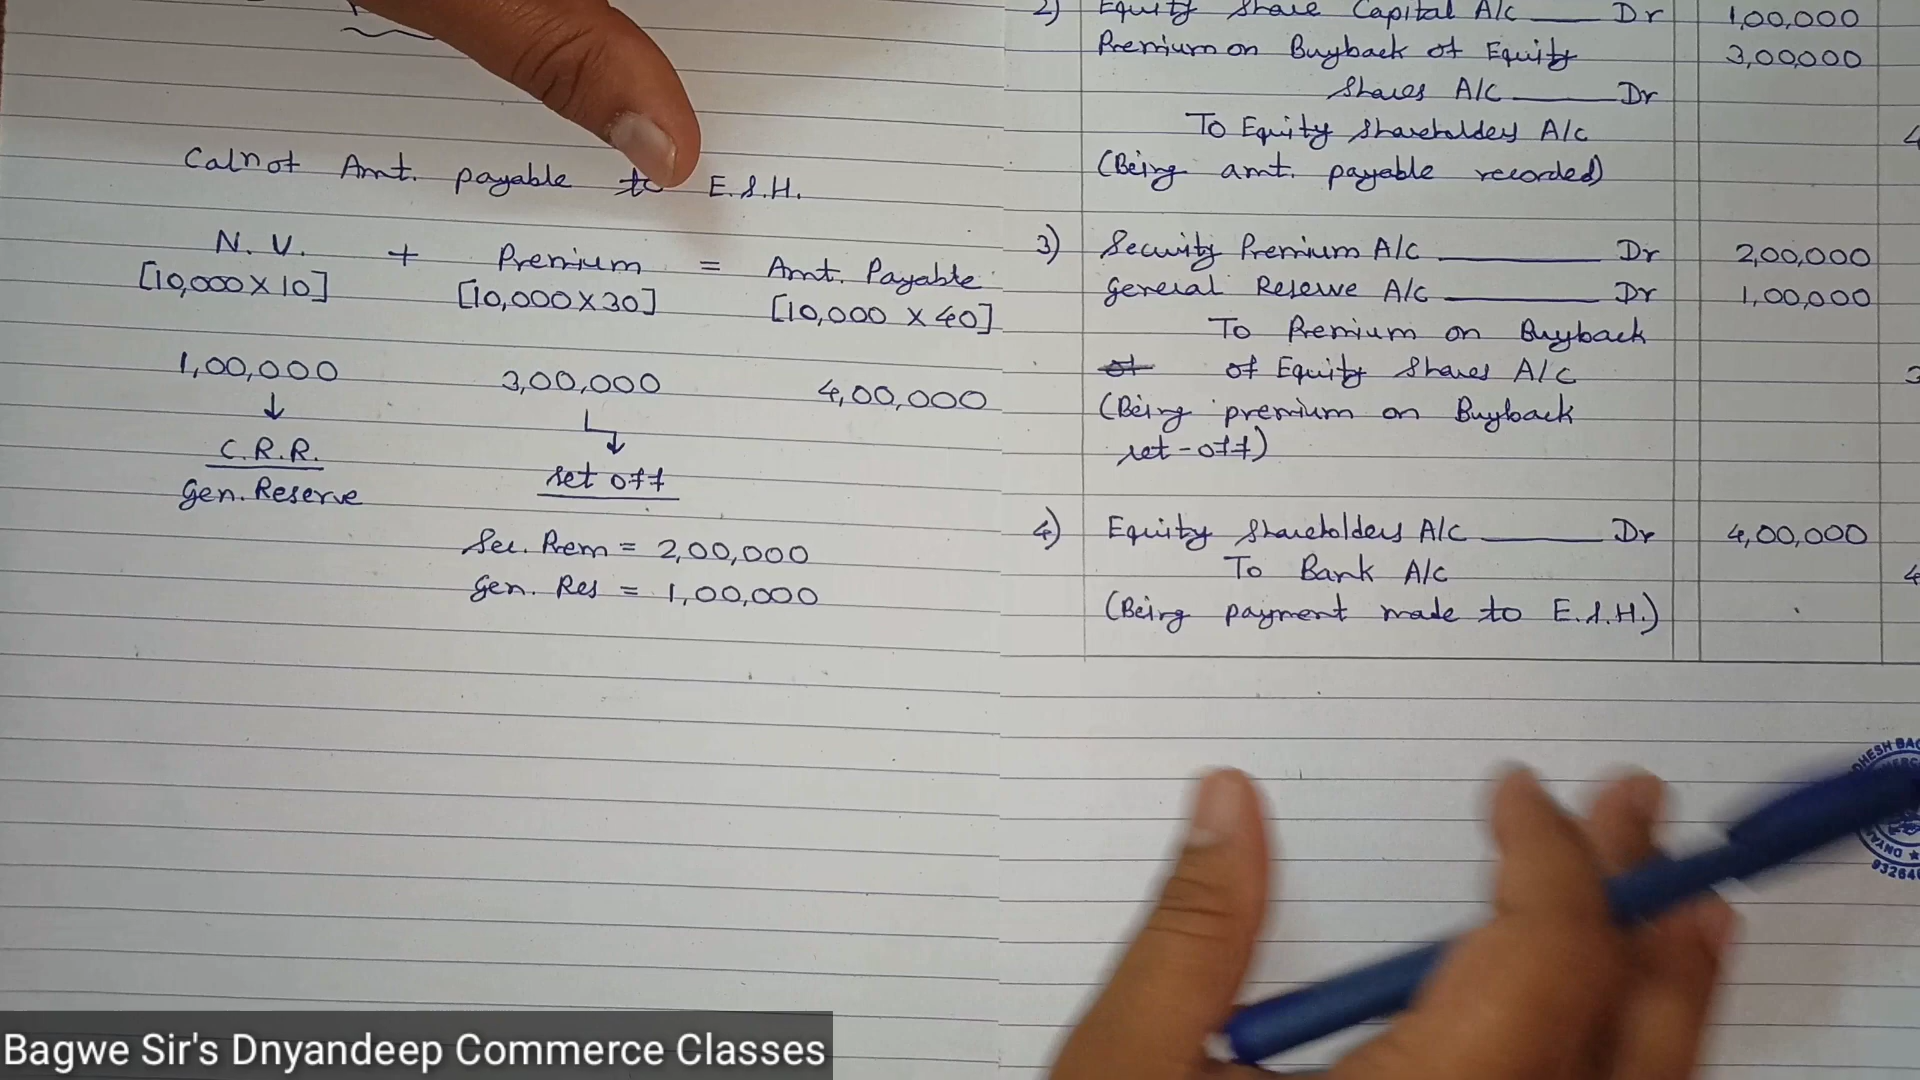 Calnof Amt. payable to E.S.H.
N.V. + Premium = Amt. Payable
[10,000 X 10] [10,000 X 30] [10,000 X 40]
1,00,000 3,00,000 4,00,000
↓ ↓
C.R.R. set off
Gen. Reserve
Sec. Prem = 2,00,000
Gen. Res = 1,00,000
2) Equity Share Capital A/c Dr 1,00,000
Premium on Buyback of Equity 3,00,000
Shares A/c Dr
To Equity Shareholders A/c 4
(Being amt. payable recorded)
3) Security Premium A/c Dr 2,00,000
General Reserve A/c Dr 1,00,000
To Premium on Buyback
of Equity Shares A/c 3
(Being premium on Buyback
set-off)
4) Equity Shareholders A/c Dr 4,00,000
To Bank A/c 4
(Being payment made to E.S.H.)
Bagwe Sir's Dnyandeep Commerce Classes